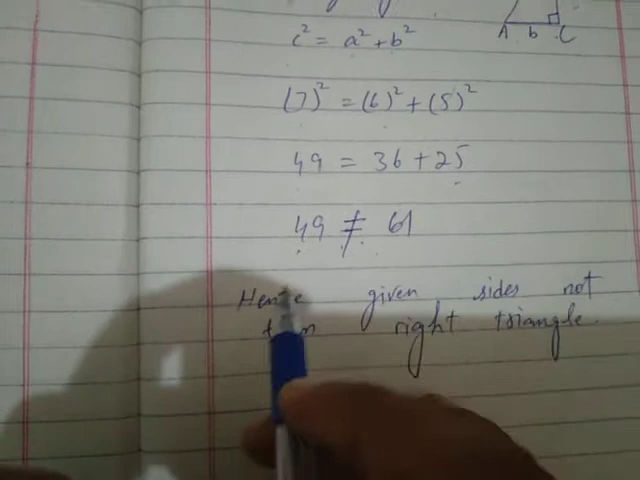 A b C
c² = a² + b²
(7)² = (6)² + (5)²
49 = 36 + 25
49 ≠ 61
Hence given sides not
right triangle.